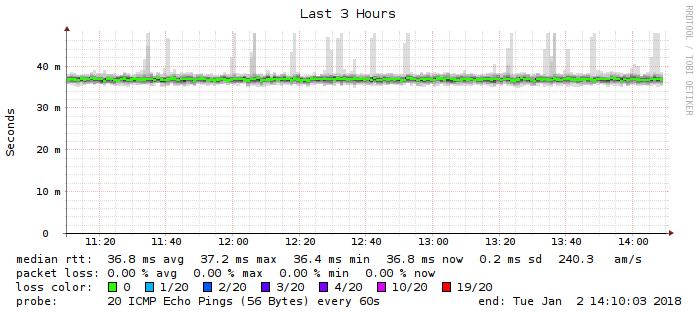 Last 3 Hours
RRDTOOL / TOBI OETIKER
Seconds
40 m
30 m
20 m
10 m
0
11:20 11:40 12:00 12:20 12:40 13:00 13:20 13:40 14:00
median rtt: 36.8 ms avg 37.2 ms max 36.4 ms min 36.8 ms now 0.2 ms sd 240.3 am/s
packet loss: 0.00 % avg 0.00 % max 0.00 % min 0.00 % now
loss color: 0 1/20 2/20 3/20 4/20 10/20 19/20
probe: 20 ICMP Echo Pings (56 Bytes) every 60s end: Tue Jan 2 14:10:03 2018